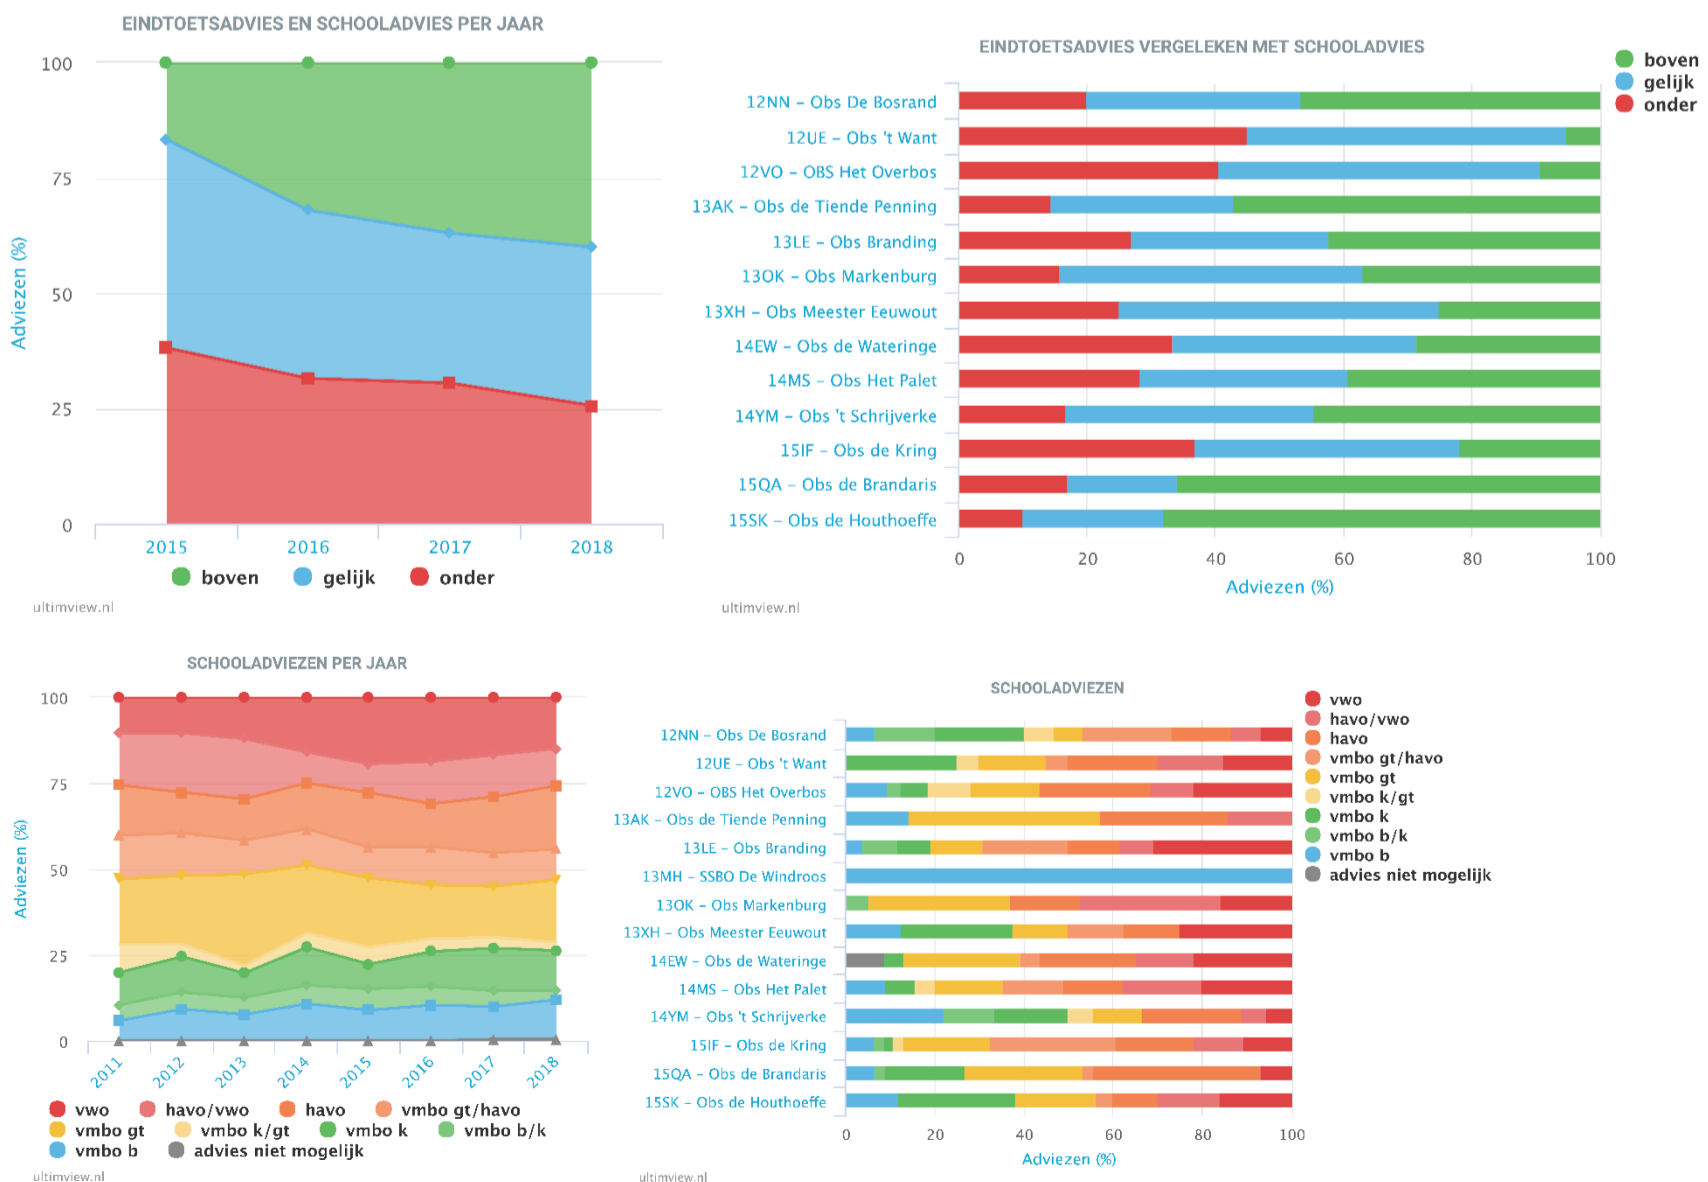 EINDTOETSADVIES EN SCHOOLADVIES PER JAAR
100
75
50
25
0
Adviezen (%)
2015 2016 2017 2018
boven gelijk onder
ultimview.nl
EINDTOETSADVIES VERGELEKEN MET SCHOOLADVIES
boven
gelijk
onder
12NN – Obs De Bosrand
12UE – Obs 't Want
12VO – OBS Het Overbos
13AK – Obs de Tiende Penning
13LE – Obs Branding
13OK – Obs Markenburg
13XH – Obs Meester Eeuwout
14EW – Obs de Wateringe
14MS – Obs Het Palet
14YM – Obs 't Schrijverke
15IF – Obs de Kring
15QA – Obs de Brandaris
15SK – Obs de Houthoeffe
0 20 40 60 80 100
Adviezen (%)
ultimview.nl
SCHOOLADVIEZEN PER JAAR
100
75
50
25
0
Adviezen (%)
2011 2012 2013 2014 2015 2016 2017 2018
vwo havo/vwo havo vmbo gt/havo
vmbo gt vmbo k/gt vmbo k vmbo b/k
vmbo b advies niet mogelijk
ultimview.nl
SCHOOLADVIEZEN
vwo
havo/vwo
havo
vmbo gt/havo
vmbo gt
vmbo k/gt
vmbo k
vmbo b/k
vmbo b
advies niet mogelijk
12NN – Obs De Bosrand
12UE – Obs 't Want
12VO – OBS Het Overbos
13AK – Obs de Tiende Penning
13LE – Obs Branding
13MH – SSBO De Windroos
13OK – Obs Markenburg
13XH – Obs Meester Eeuwout
14EW – Obs de Wateringe
14MS – Obs Het Palet
14YM – Obs 't Schrijverke
15IF – Obs de Kring
15QA – Obs de Brandaris
15SK – Obs de Houthoeffe
0 20 40 60 80 100
Adviezen (%)
ultimview.nl